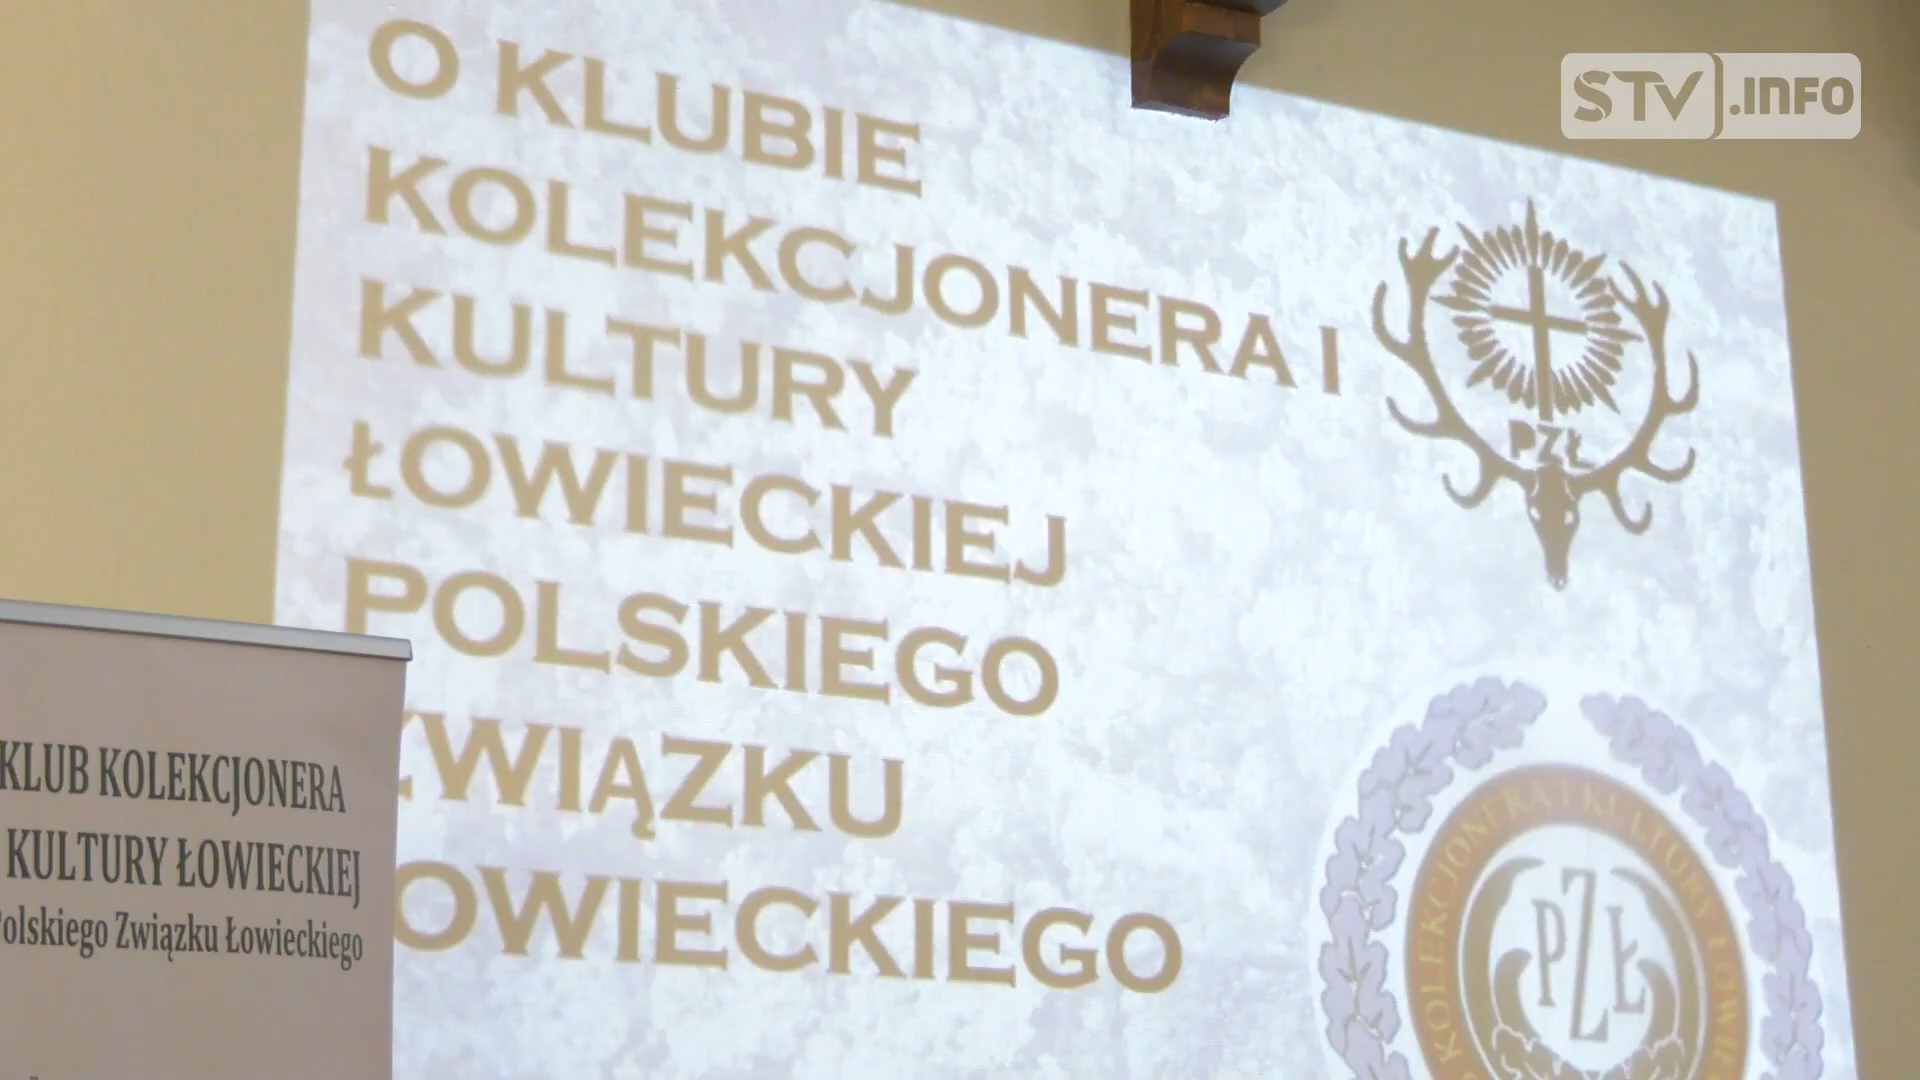 STV.INFO
O KLUBIE
KOLEKCJONERA I
KULTURY
ŁOWIECKIEJ
POLSKIEGO
ZWIĄZKU
ŁOWIECKIEGO
PZŁ
KOLEKCJONERA I KULTURY ŁOWIE
PZŁ
KLUB KOLEKCJONERA
KULTURY ŁOWIECKIEJ
Polskiego Związku Łowieckiego